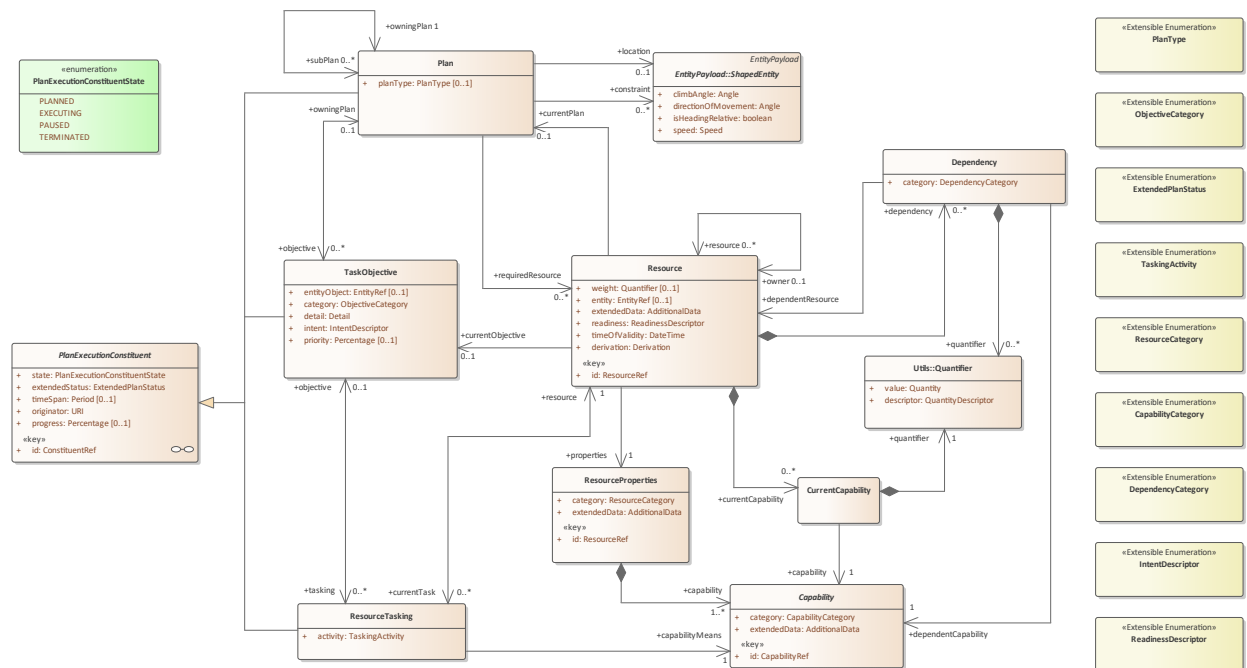 «enumeration»
PlanExecutionConstituentState
PLANNED
EXECUTING
PAUSED
TERMINATED
+owningPlan 1
+subPlan 0..*
Plan
+ planType: PlanType [0..1]
+location
0..1
+constraint
0..*
EntityPayload
EntityPayload::ShapedEntity
+ climbAngle: Angle
+ directionOfMovement: Angle
+ isHeadingRelative: boolean
+ speed: Speed
+owningPlan
0..1
+currentPlan
0..1
Dependency
+ category: DependencyCategory
+dependency 0..*
+objective 0..*
TaskObjective
+ entityObject: EntityRef [0..1]
+ category: ObjectiveCategory
+ detail: Detail
+ intent: IntentDescriptor
+ priority: Percentage [0..1]
+requiredResource
0..*
+resource 0..*
Resource
+ weight: Quantifier [0..1]
+ entity: EntityRef [0..1]
+ extendedData: AdditionalData
+ readiness: ReadinessDescriptor
+ timeOfValidity: DateTime
+ derivation: Derivation
«key»
+ id: ResourceRef
+owner 0..1
+dependentResource
+currentObjective
0..1
+quantifier 0..*
Utils::Quantifier
+ value: Quantity
+ descriptor: QuantityDescriptor
+quantifier 1
PlanExecutionConstituent
+ state: PlanExecutionConstituentState
+ extendedStatus: ExtendedPlanStatus
+ timeSpan: Period [0..1]
+ originator: URI
+ progress: Percentage [0..1]
«key»
+ id: ConstituentRef
+objective 0..1
+resource 1
+properties 1
ResourceProperties
+ category: ResourceCategory
+ extendedData: AdditionalData
«key»
+ id: ResourceRef
0..*
+currentCapability
CurrentCapability
+capability 1
+capability
1..*
Capability
+ category: CapabilityCategory
+ extendedData: AdditionalData
«key»
+ id: CapabilityRef
1
+dependentCapability
+tasking 0..*
+currentTask 0..*
ResourceTasking
+ activity: TaskingActivity
+capabilityMeans
1
«Extensible Enumeration»
PlanType
«Extensible Enumeration»
ObjectiveCategory
«Extensible Enumeration»
ExtendedPlanStatus
«Extensible Enumeration»
TaskingActivity
«Extensible Enumeration»
ResourceCategory
«Extensible Enumeration»
CapabilityCategory
«Extensible Enumeration»
DependencyCategory
«Extensible Enumeration»
IntentDescriptor
«Extensible Enumeration»
ReadinessDescriptor